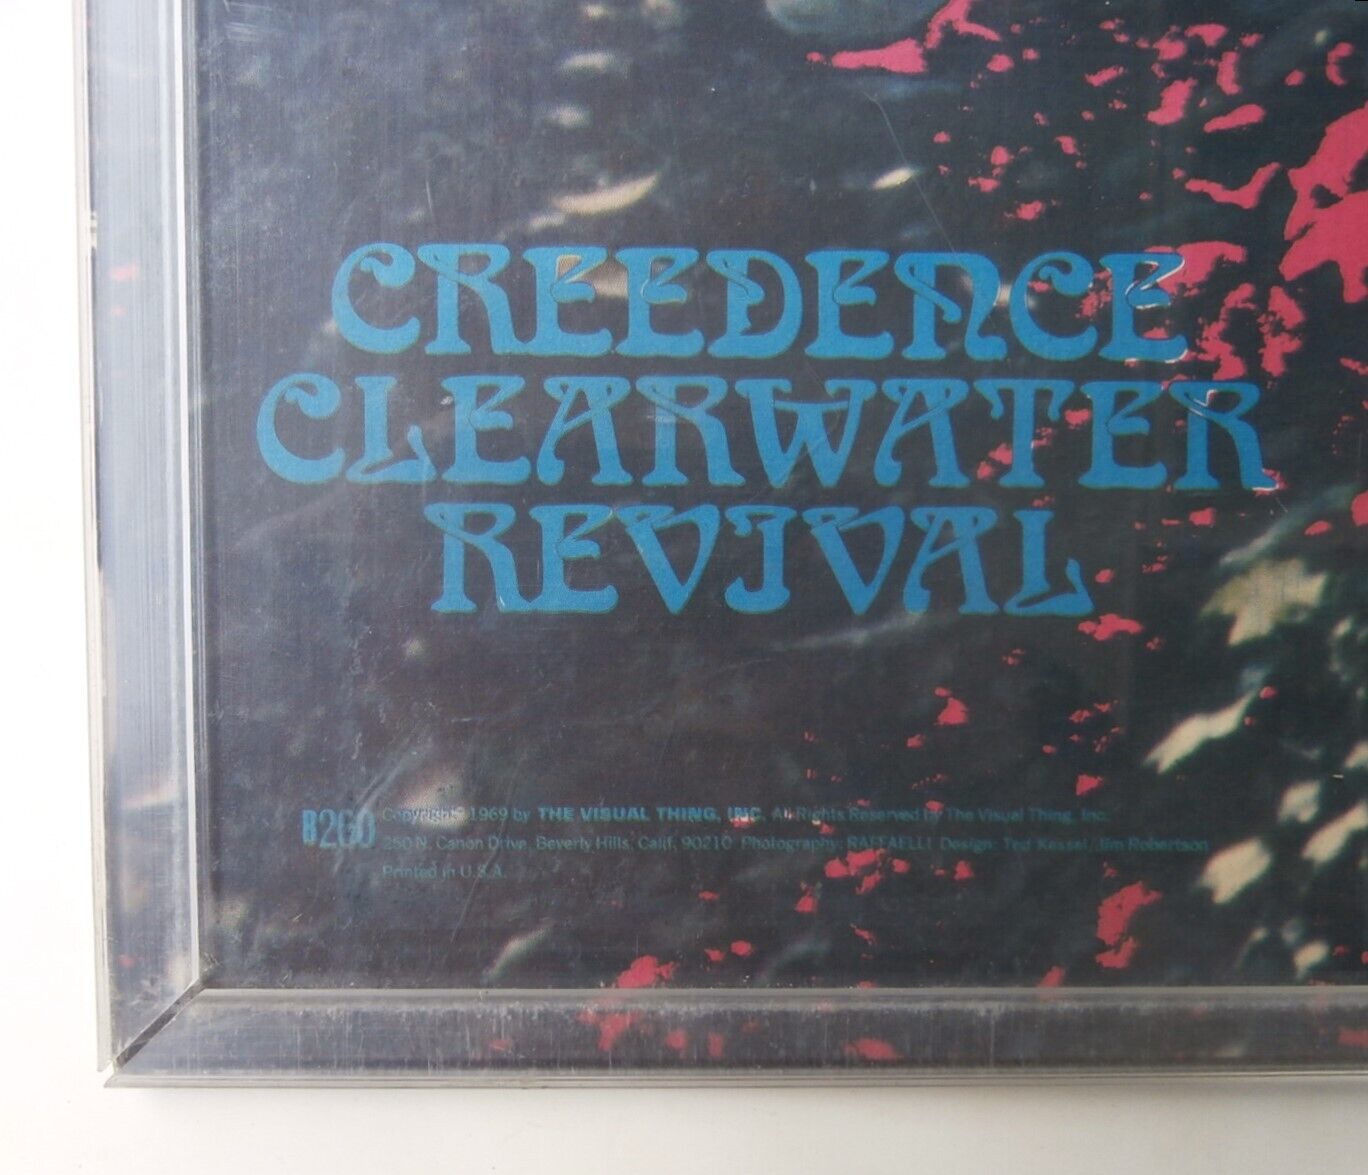 CREEDENCE
CLEARWATER
REVIVAL
B260 Copyright © 1969 by THE VISUAL THING, INC. All Rights Reserved by The Visual Thing, Inc.
250 N. Canon Drive, Beverly Hills, Calif. 90210 Photography: RAFFAELLI Design: Ted Kessel/Jim Robertson
Printed in U.S.A.